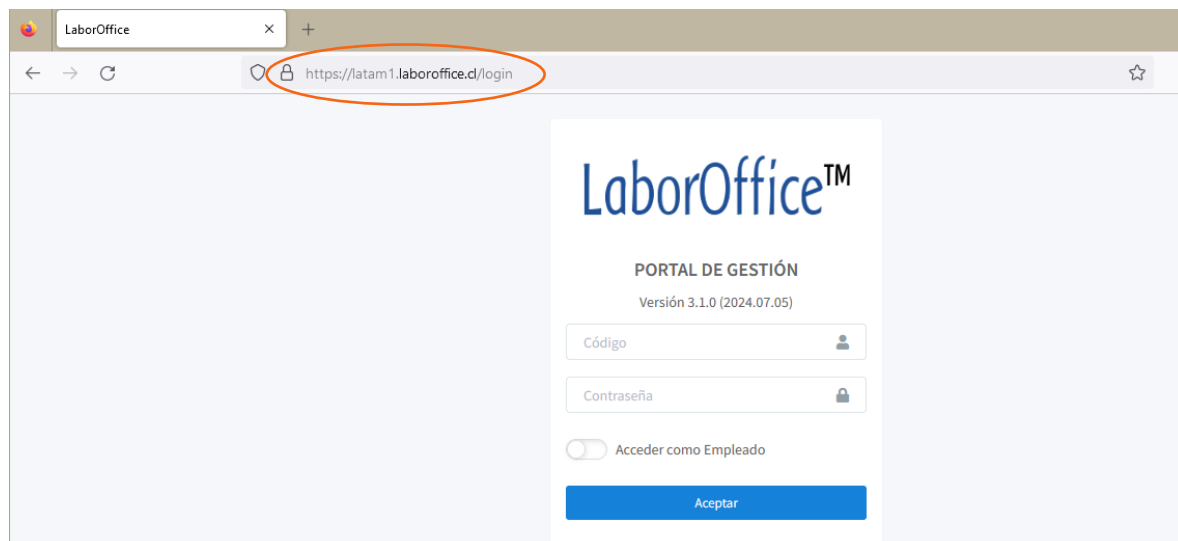 LaborOffice
https://latam1.laboroffice.cl/login
LaborOffice™
PORTAL DE GESTIÓN
Versión 3.1.0 (2024.07.05)
Código
Contraseña
Acceder como Empleado
Aceptar